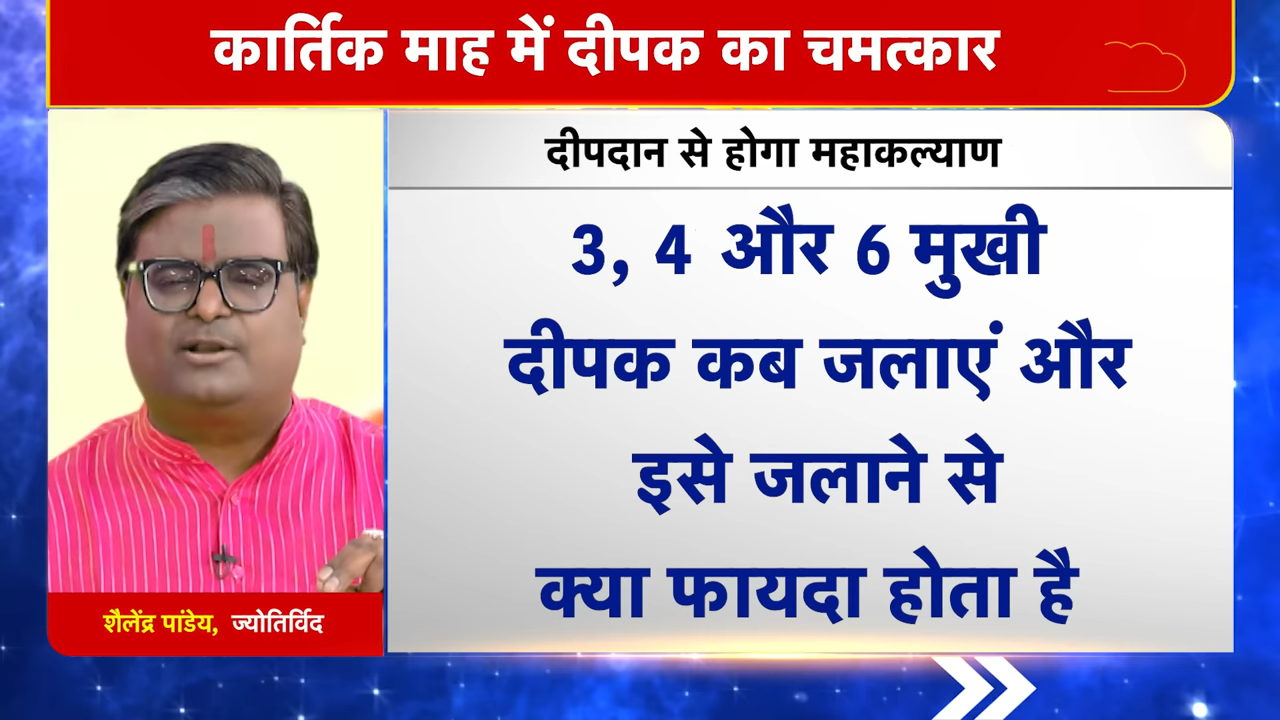 कार्तिक माह में दीपक का चमत्कार
दीपदान से होगा महाकल्याण
3, 4 और 6 मुखी
दीपक कब जलाएं और
इसे जलाने से
क्या फायदा होता है
शैलेंद्र पांडेय, ज्योतिर्विद